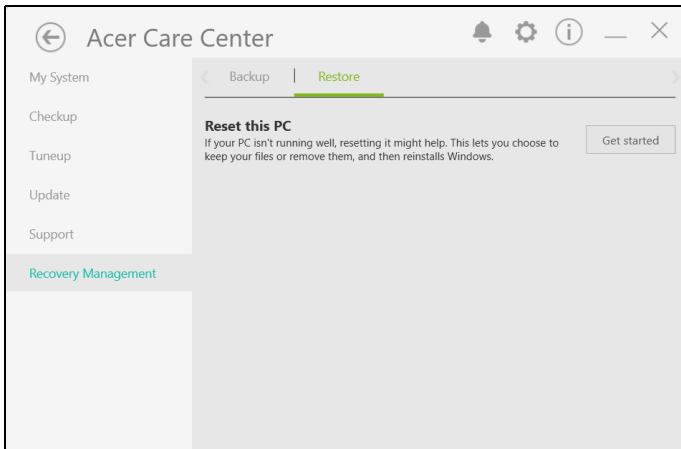 Acer Care Center
My System
Checkup
Tuneup
Update
Support
Recovery Management
Backup
Restore
Reset this PC
If your PC isn't running well, resetting it might help. This lets you choose to
keep your files or remove them, and then reinstalls Windows.
Get started